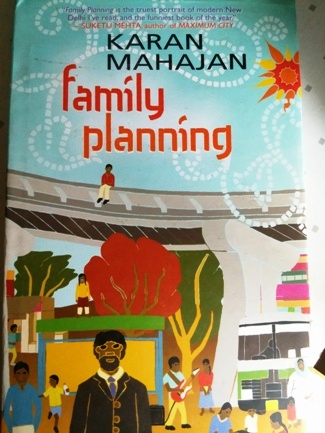 Family Planning is the truest portrait of modern New
Delhi I've read, and the funniest book of the year."
SUKETU MEHTA, author of MAXIMUM CITY
KARAN
MAHAJAN
family
planning